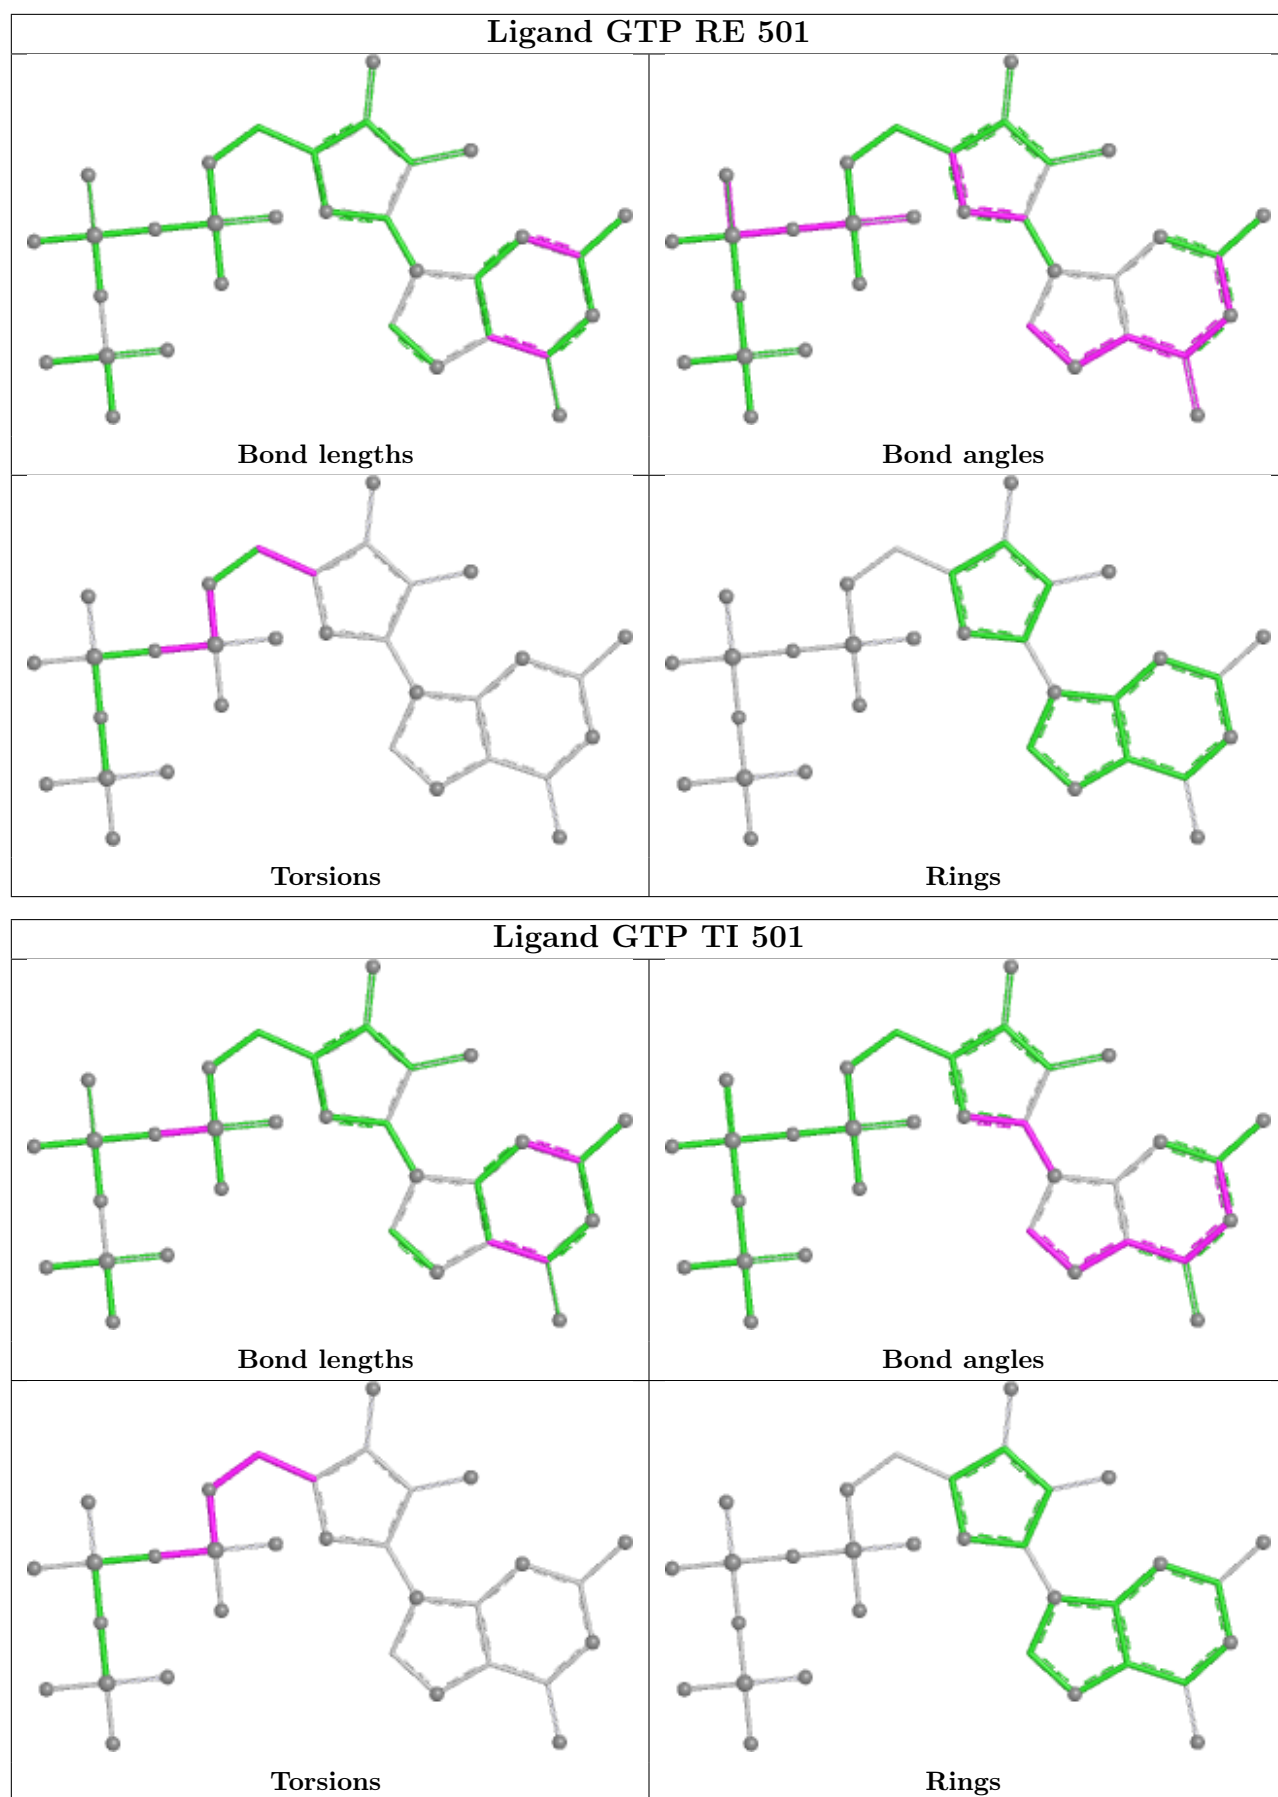 Ligand GTP RE 501
Bond lengths
Bond angles
Torsions
Rings
Ligand GTP TI 501
Bond lengths
Bond angles
Torsions
Rings